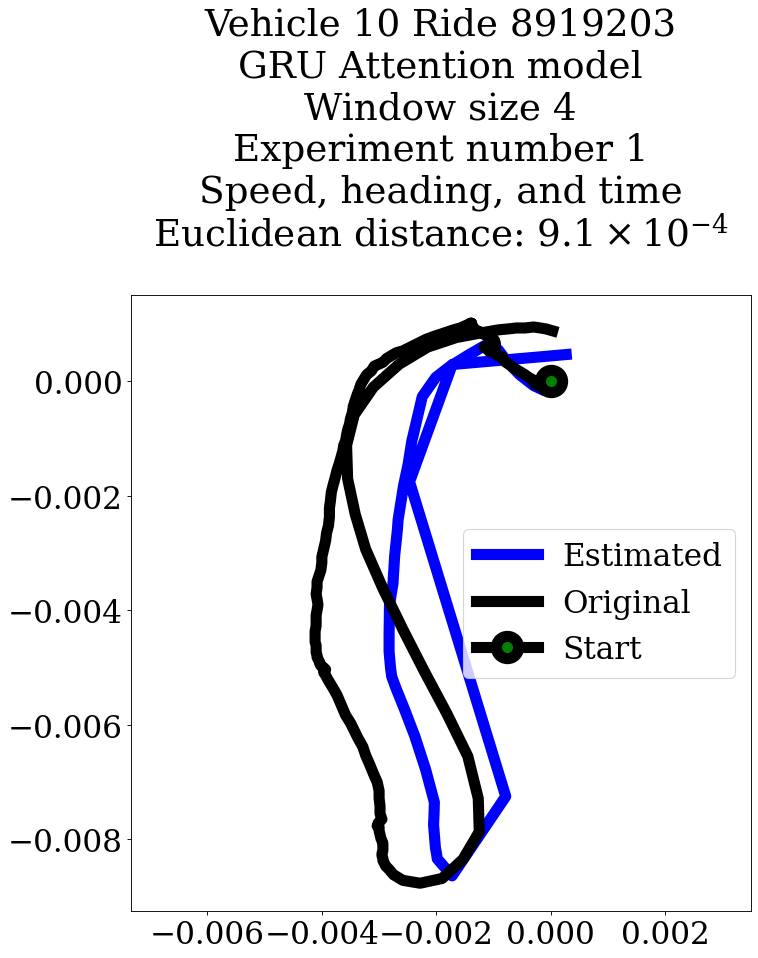 Vehicle 10 Ride 8919203
GRU Attention model
Window size 4
Experiment number 1
Speed, heading, and time
Euclidean distance: 9.1 × 10⁻⁴
0.000
−0.002
−0.004
−0.006
−0.008
Estimated
Original
Start
−0.006 −0.004 −0.002 0.000 0.002